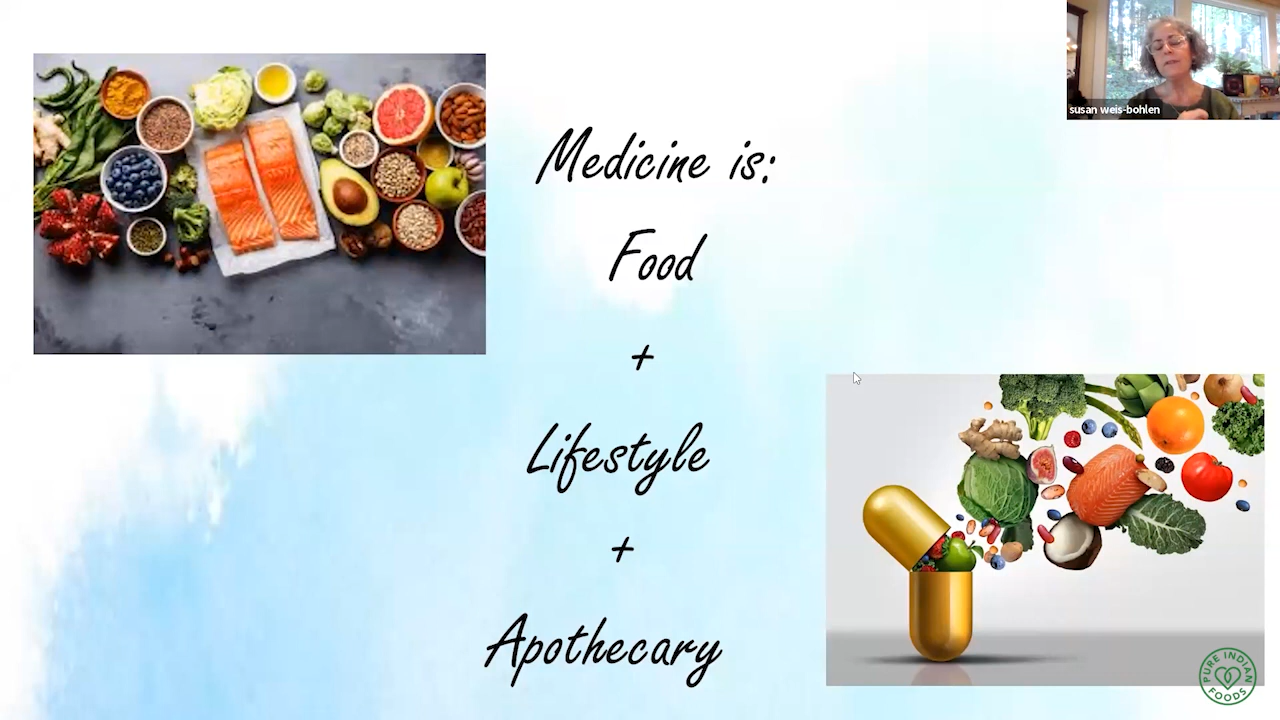 susan weis-bohlen
Medicine is:
Food
+
Lifestyle
+
Apothecary
PURE INDIAN
FOODS